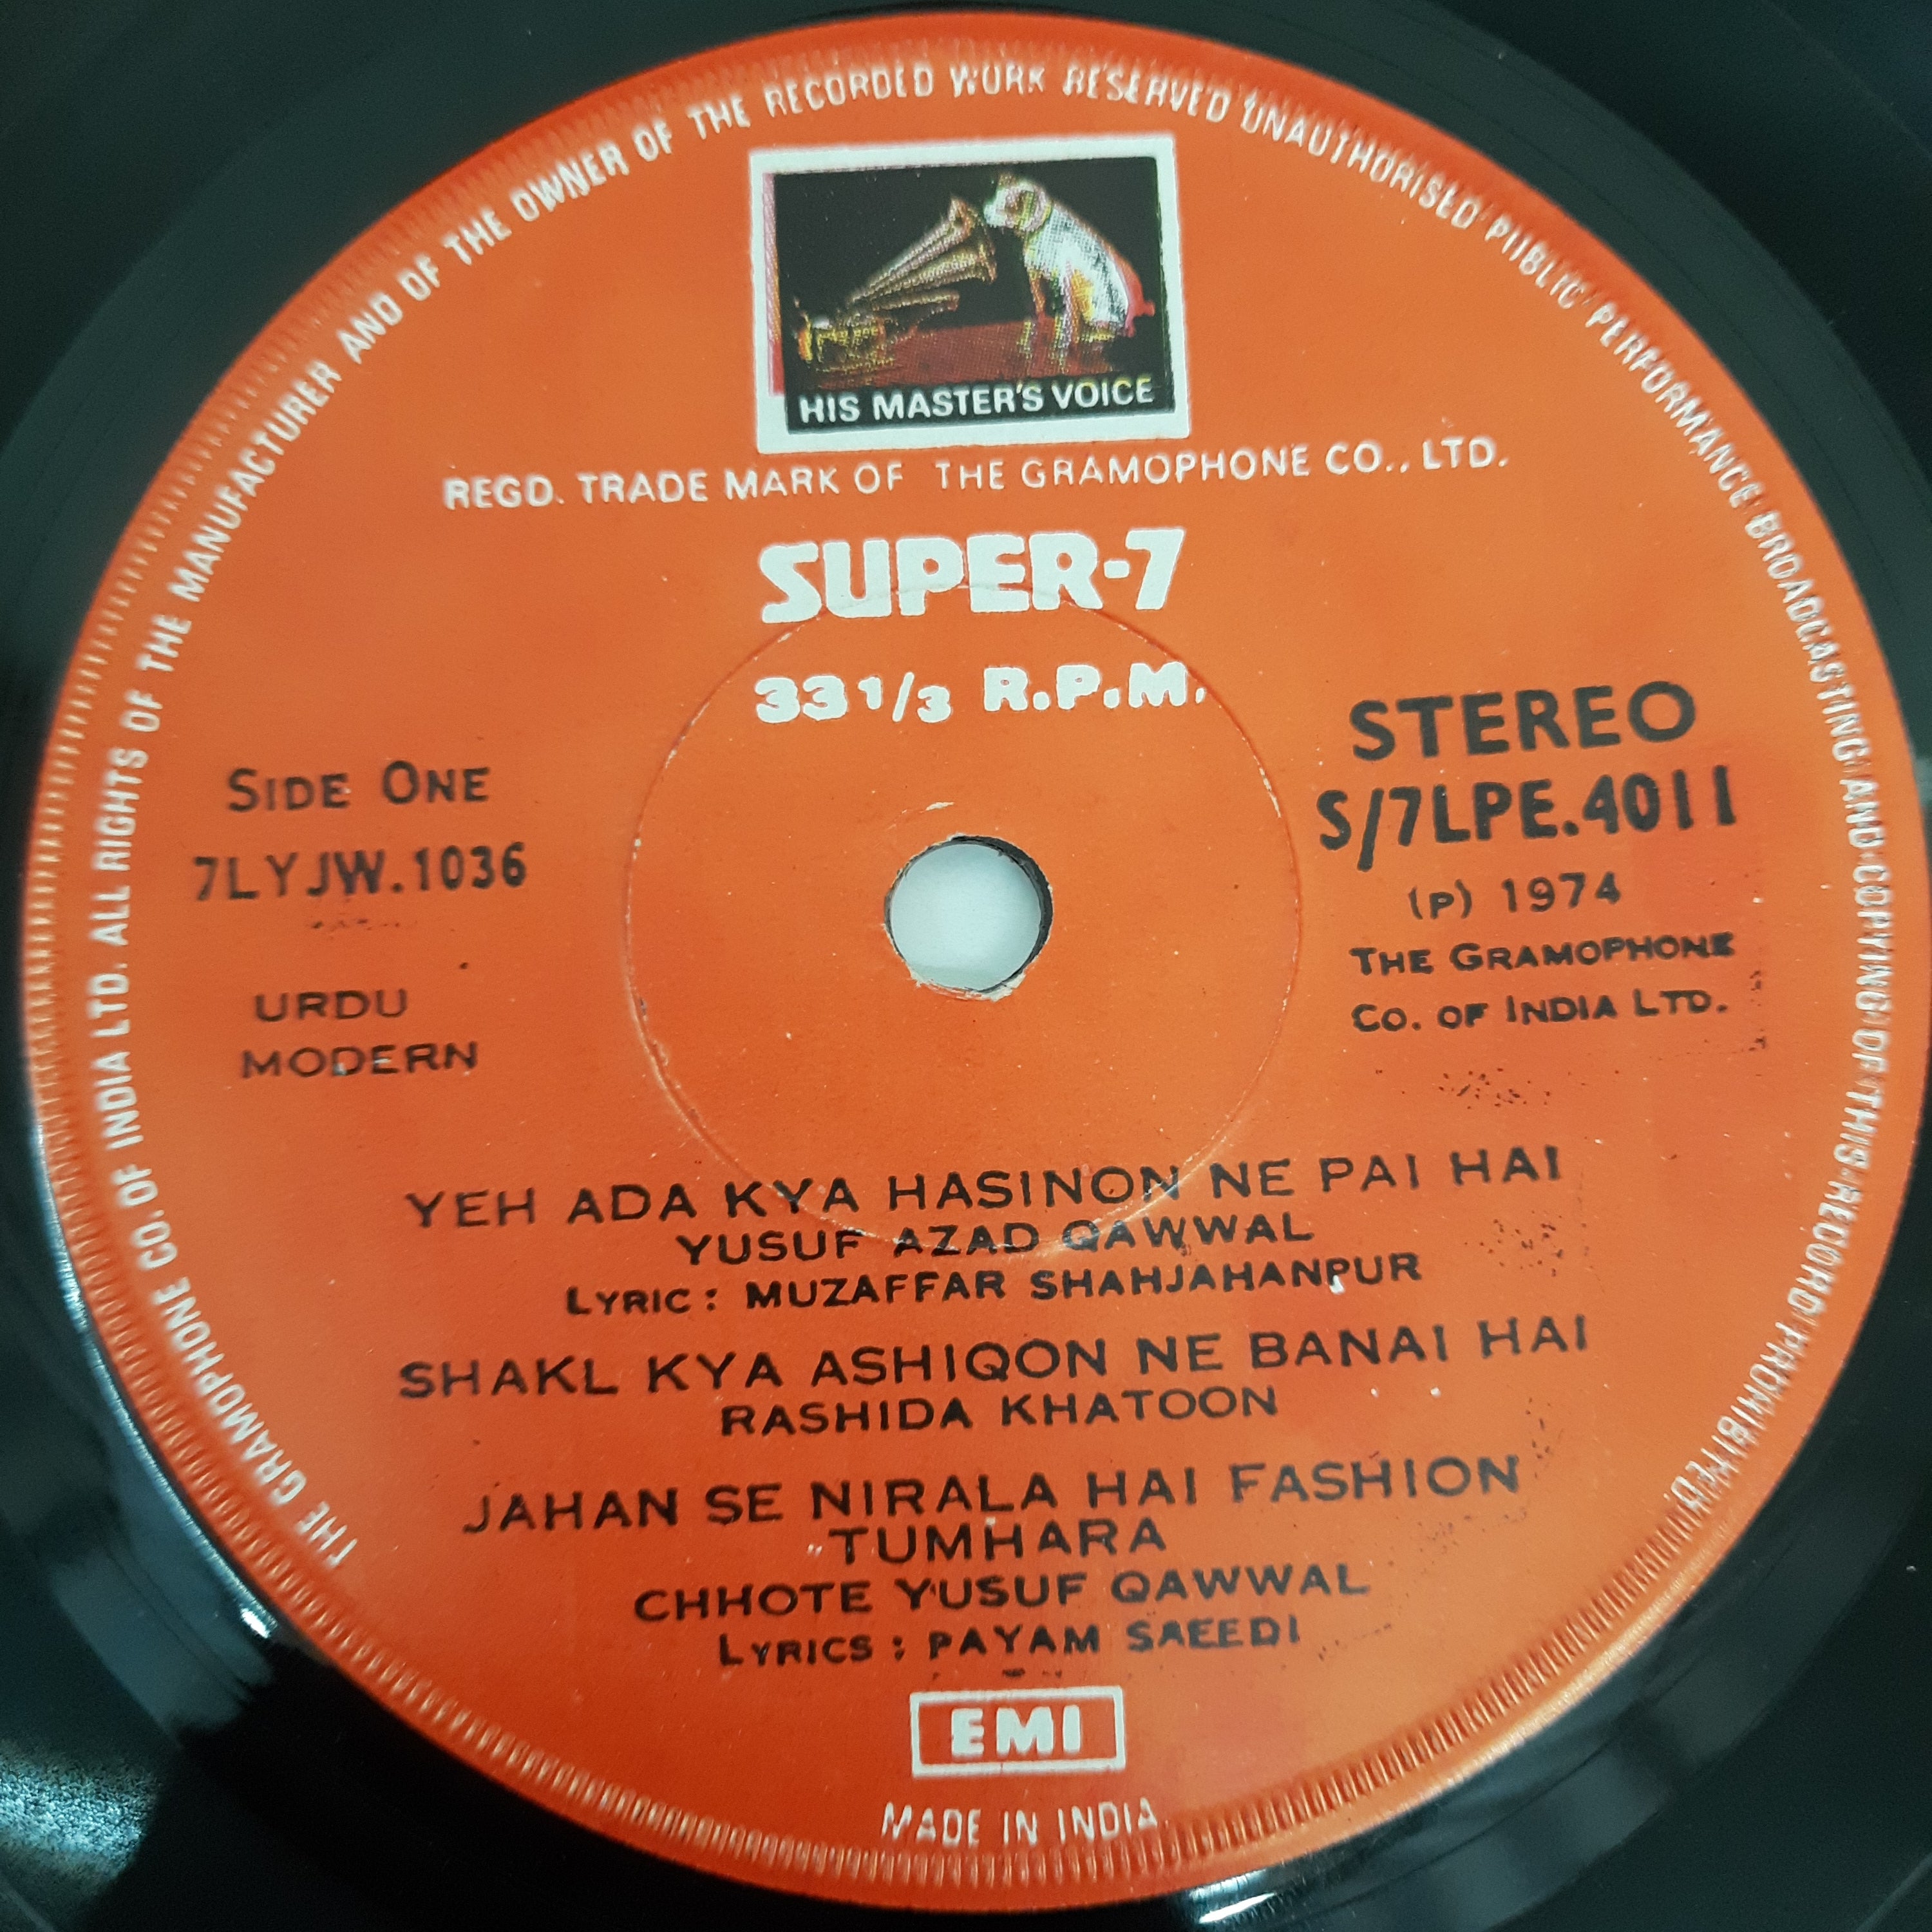 THE GRAMOPHONE CO. OF INDIA LTD. ALL RIGHTS OF THE MANUFACTURER AND OF THE OWNER OF THE RECORDED WORK RESERVED UNAUTHORISED PUBLIC PERFORMANCE BROADCASTING AND COPYING OF THIS RECORD PROHIBITED
HIS MASTER'S VOICE
REGD. TRADE MARK OF THE GRAMOPHONE CO., LTD.
SUPER-7
33 1/3 R.P.M.
SIDE ONE
7LYJW.1036
URDU
MODERN
STEREO
S/7LPE.4011
(P) 1974
THE GRAMOPHONE
CO. OF INDIA LTD.
YEH ADA KYA HASINON NE PAI HAI
YUSUF AZAD QAWWAL
LYRIC : MUZAFFAR SHAHJAHANPUR
SHAKL KYA ASHIQON NE BANAI HAI
RASHIDA KHATOON
JAHAN SE NIRALA HAI FASHION
TUMHARA
CHHOTE YUSUF QAWWAL
LYRICS : PAYAM SAEEDI
EMI
MADE IN INDIA